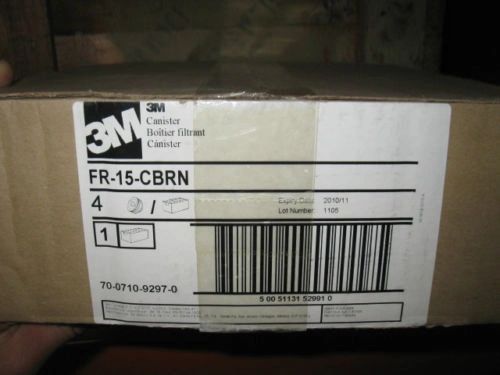 3M
3M
Canister
Boîtier filtrant
Cánister
FR-15-CBRN
4 /
Expiry Date: 2010/11
Lot Number: 1105
1
70-0710-9297-0
5 00 51131 52991 0